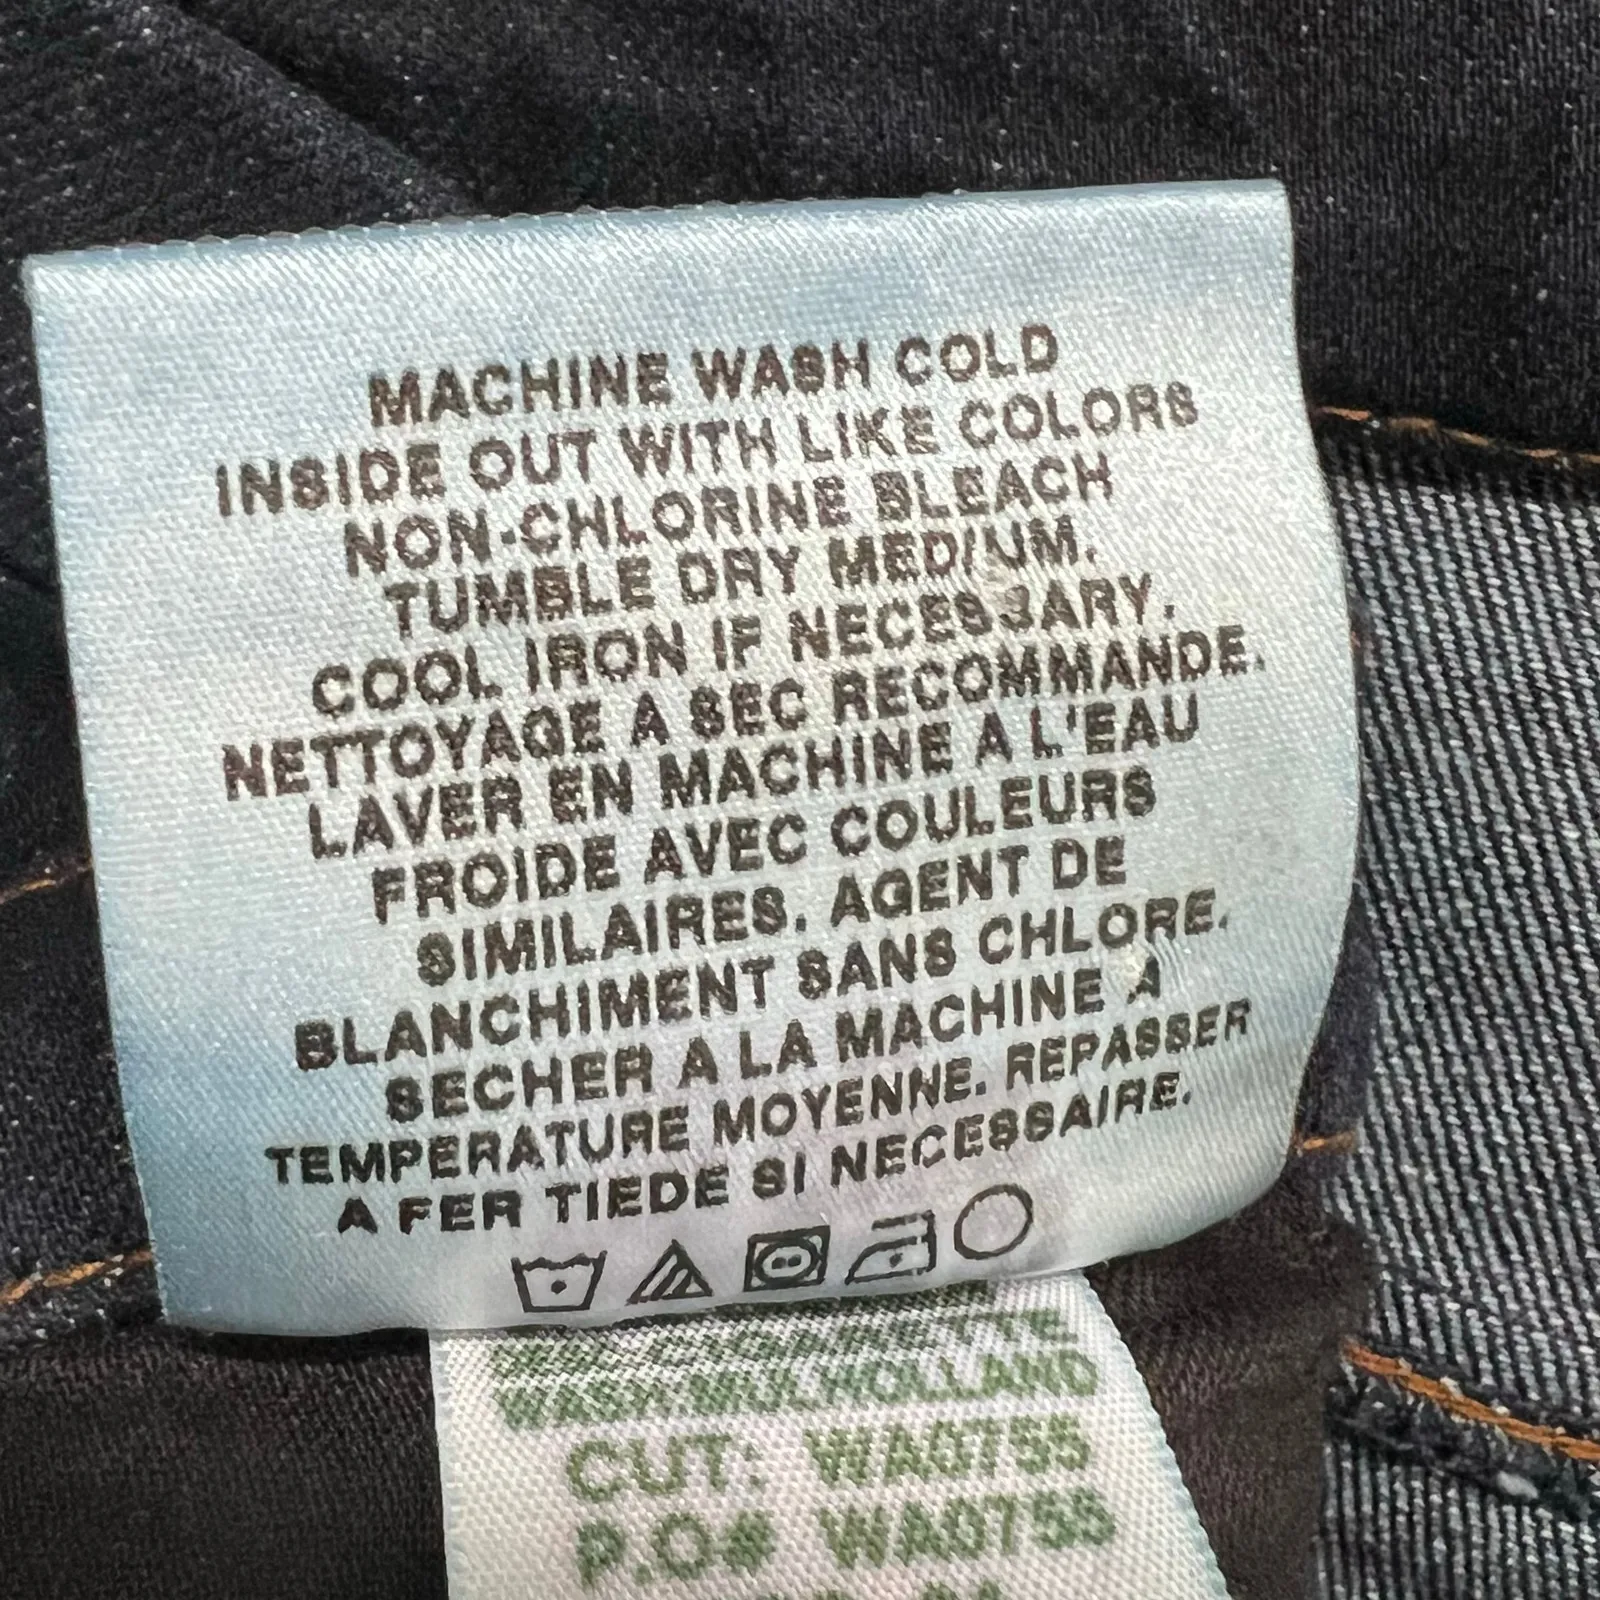 MACHINE WASH COLD
INSIDE OUT WITH LIKE COLORS
NON-CHLORINE BLEACH
TUMBLE DRY MEDIUM.
COOL IRON IF NECESSARY.
NETTOYAGE A SEC RECOMMANDE.
LAVER EN MACHINE A L'EAU
FROIDE AVEC COULEURS
SIMILAIRES. AGENT DE
BLANCHIMENT SANS CHLORE.
SECHER A LA MACHINE A
TEMPERATURE MOYENNE. REPASSER
A FER TIEDE SI NECESSAIRE.
MULHOLLAND
CUT: WA0755
P.O# WA0755